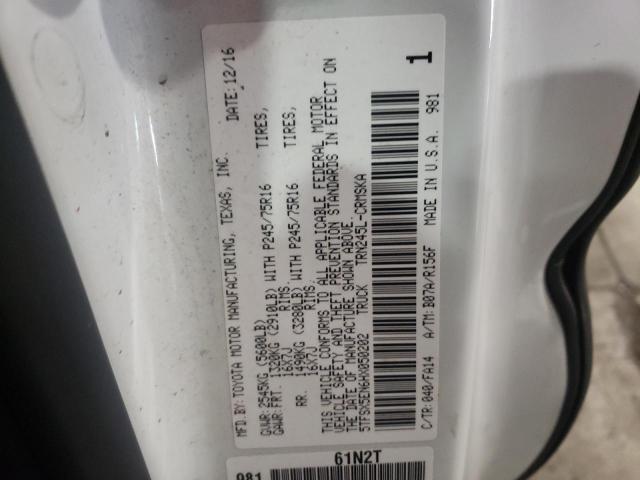 MFD.BY:TOYOTA MOTOR MANUFACTURING, TEXAS, INC. DATE: 12/16
GVWR:2545KG (5600LB)
GAWR:FRT. 1320KG (2910LB) WITH P245/75R16 TIRES,
16X7J RIMS.
RR. 1490KG (3280LB) WITH P245/75R16 TIRES,
16X7J RIMS.
THIS VEHICLE CONFORMS TO ALL APPLICABLE FEDERAL MOTOR
VEHICLE SAFETY AND THEFT PREVENTION STANDARDS IN EFFECT ON
THE DATE OF MANUFACTURE SHOWN ABOVE.
5TFSX5EN6HX050202 TRUCK TRN245L-CRMSKA
1
C/TR: 040/FA14 A/TM: B07A/R156F MADE IN U.S.A. 981
61N2T
981